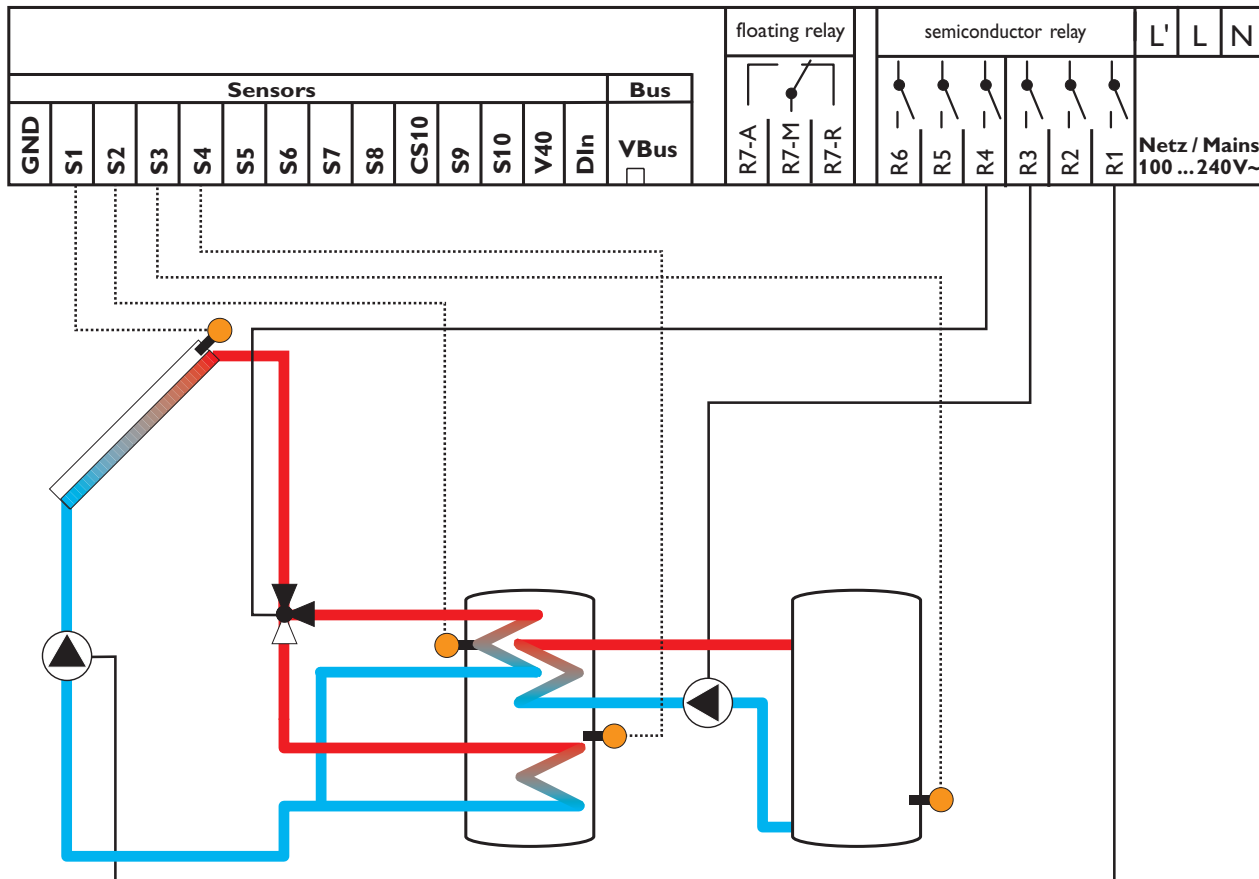 floating relay
semiconductor relay
L' L N
Sensors
Bus
GND
S1
S2
S3
S4
S5
S6
S7
S8
CS10
S9
S10
V40
DIn
VBus
R7-A
R7-M
R7-R
R6
R5
R4
R3
R2
R1
Netz / Mains
100 ... 240V~